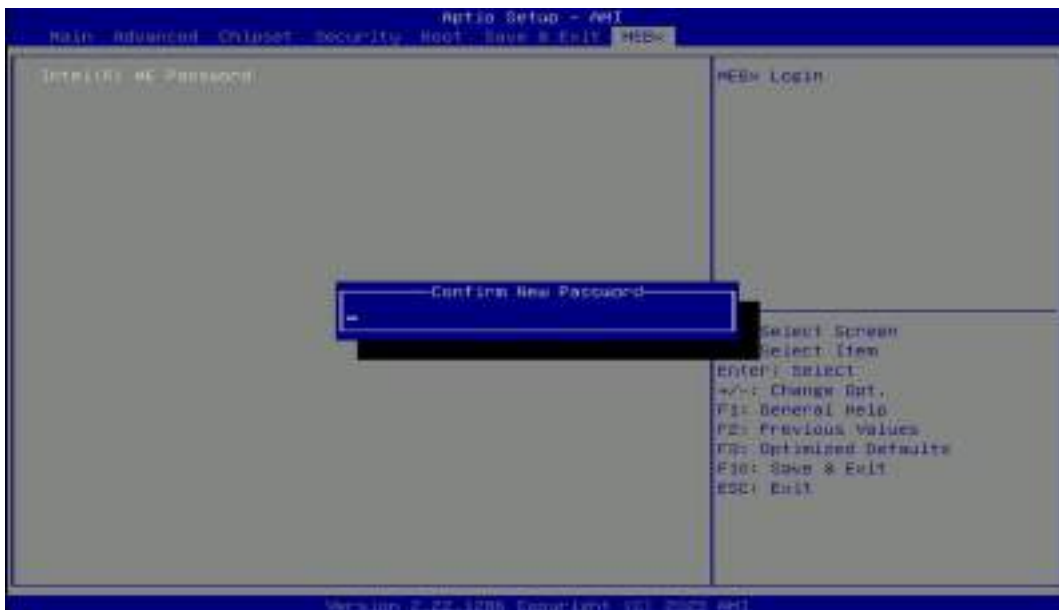 Aptio Setup - AMI
Main Advanced Chipset Security Boot Save & Exit MEBx
Intel(R) ME Password
MEBx Login
Confirm New Password
Select Screen
Select Item
Enter: Select
+/-: Change Opt.
F1: General Help
F2: Previous Values
F3: Optimized Defaults
F10: Save & Exit
ESC: Exit
Version 2.22.1286 Copyright (C) 2023 AMI